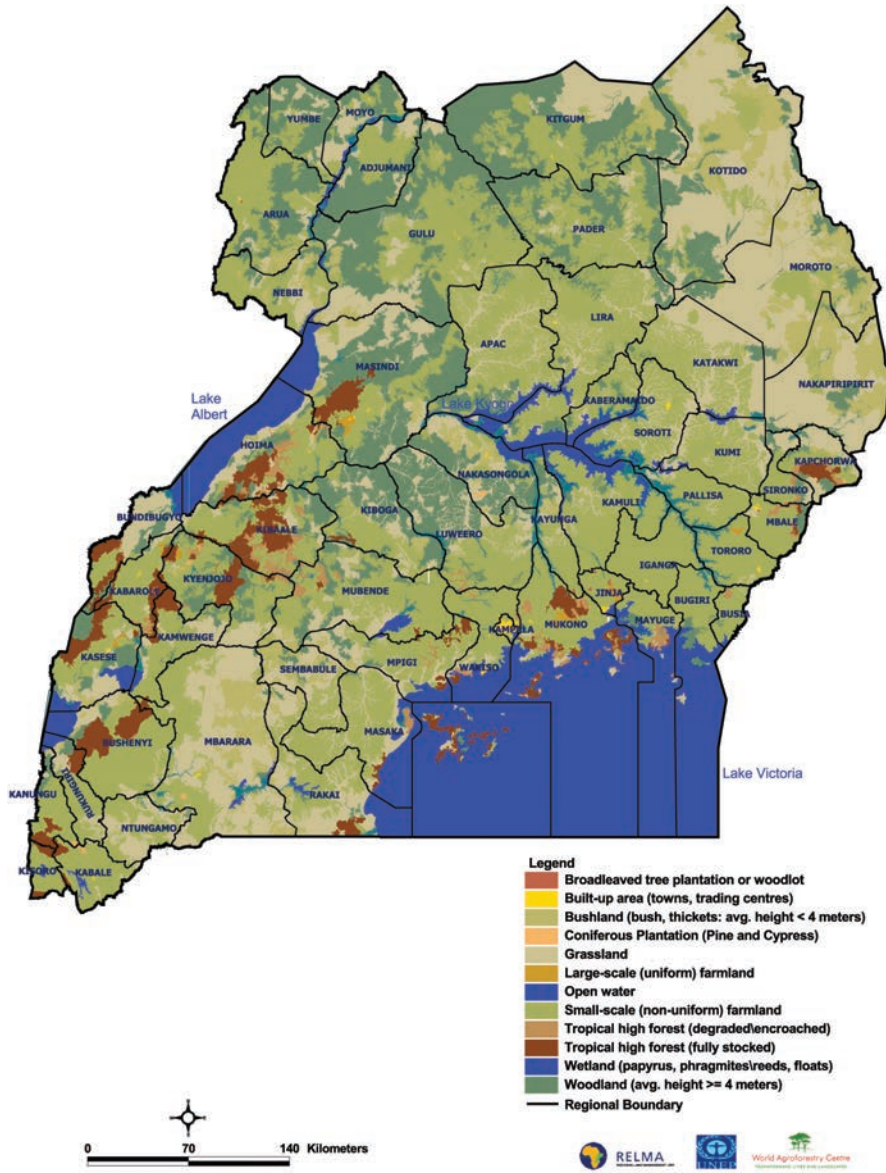 KITGUM
MOYO
YUMBE
KOTIDO
ADJUMANI
ARUA
PADER
GULU
MOROTO
NEBBI
LIRA
APAC
KATAKWI
MASINDI
NAKAPIRIPIRIT
Lake
Albert
Lake Kyoga
KABERAMAIDO
SOROTI
HOIMA
KUMI
KAPCHORWA
NAKASONGOLA
SIRONKO
KAMULI
PALLISA
KIBOGA
BUNDIBUGYO
KAYUNGA
MBALE
KIBAALE
LUWEERO
TORORO
KYENJOJO
IGANGA
KABAROLE
MUBENDE
JINJA
BUGIRI
BUSIA
KAMPALA
MUKONO
MAYUGE
KAMWENGE
KASESE
SEMBABULE
MPIGI
WAKISO
MASAKA
BUSHENYI
MBARARA
Lake Victoria
KANUNGU
RUKUNGIRI
RAKAI
NTUNGAMO
KISORO
KABALE
Legend
Broadleaved tree plantation or woodlot
Built-up area (towns, trading centres)
Bushland (bush, thickets: avg. height < 4 meters)
Coniferous Plantation (Pine and Cypress)
Grassland
Large-scale (uniform) farmland
Open water
Small-scale (non-uniform) farmland
Tropical high forest (degraded\encroached)
Tropical high forest (fully stocked)
Wetland (papyrus, phragmites\reeds, floats)
Woodland (avg. height >= 4 meters)
Regional Boundary
0 70 140 Kilometers
RELMA
UNEP
World Agroforestry Centre